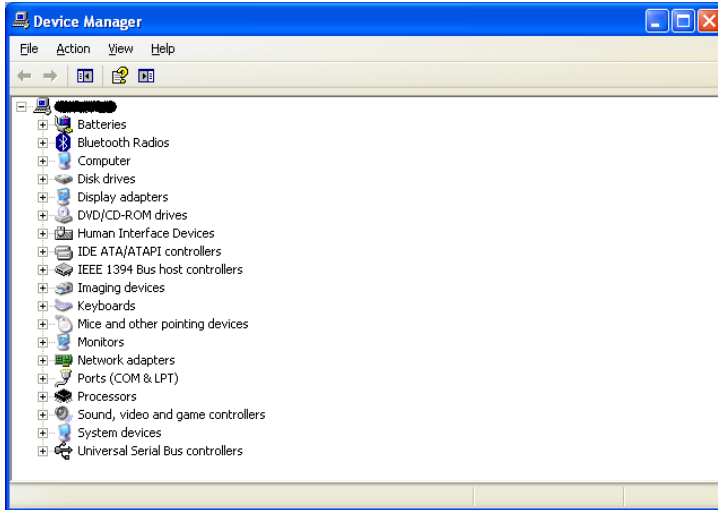 Device Manager
File Action View Help
Batteries
Bluetooth Radios
Computer
Disk drives
Display adapters
DVD/CD-ROM drives
Human Interface Devices
IDE ATA/ATAPI controllers
IEEE 1394 Bus host controllers
Imaging devices
Keyboards
Mice and other pointing devices
Monitors
Network adapters
Ports (COM & LPT)
Processors
Sound, video and game controllers
System devices
Universal Serial Bus controllers